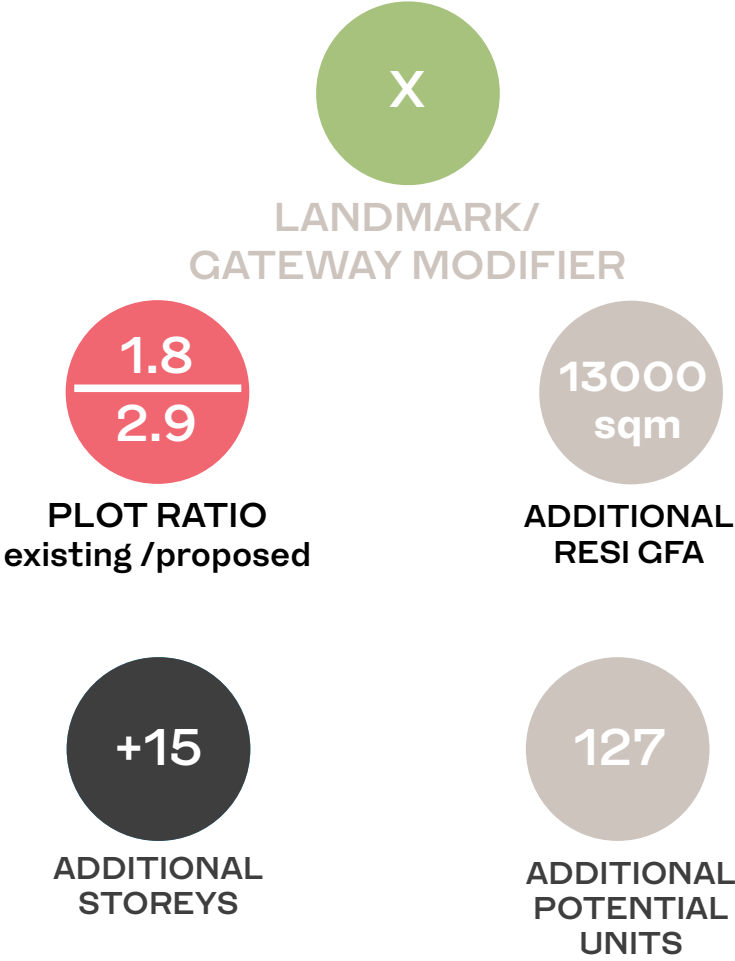 X
LANDMARK/
GATEWAY MODIFIER
1.8
2.9
PLOT RATIO
existing /proposed
13000
sqm
ADDITIONAL
RESI GFA
+15
ADDITIONAL
STOREYS
127
ADDITIONAL
POTENTIAL
UNITS